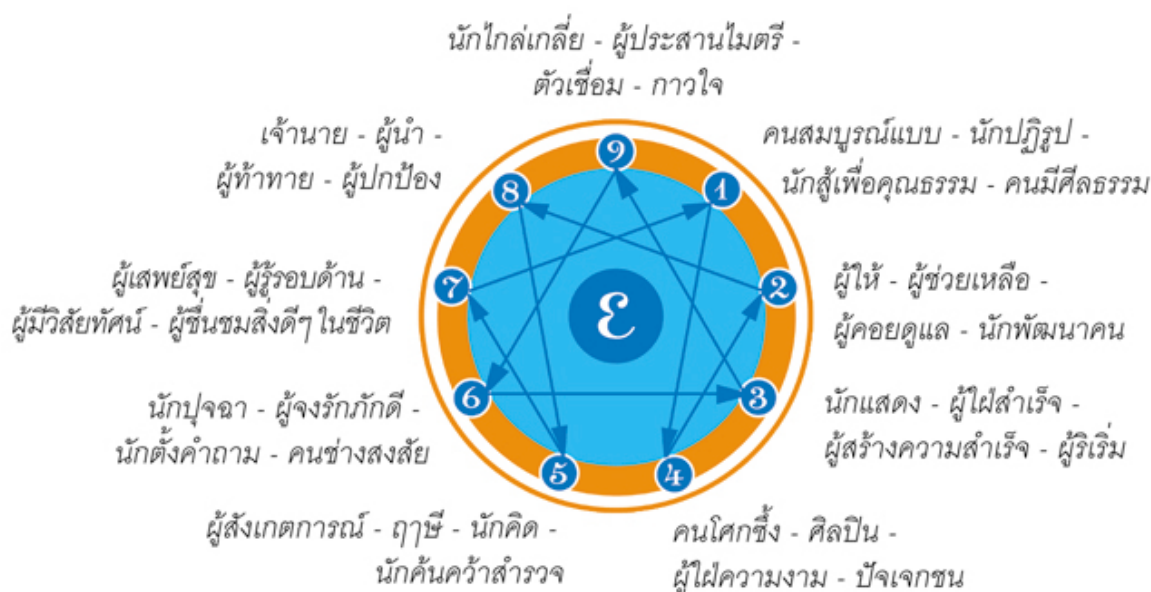 นักไกล่เกลี่ย - ผู้ประสานไมตรี -
ตัวเชื่อม - กาวใจ
คนสมบูรณ์แบบ - นักปฏิรูป -
นักสู้เพื่อคุณธรรม - คนมีศีลธรรม
ผู้ให้ - ผู้ช่วยเหลือ -
ผู้คอยดูแล - นักพัฒนาคน
นักแสดง - ผู้ใฝ่สำเร็จ -
ผู้สร้างความสำเร็จ - ผู้ริเริ่ม
คนโศกซึ้ง - ศิลปิน -
ผู้ใฝ่ความงาม - ปัจเจกชน
ผู้สังเกตการณ์ - ฤๅษี - นักคิด -
นักค้นคว้าสำรวจ
นักปุจฉา - ผู้จงรักภักดี -
นักตั้งคำถาม - คนช่างสงสัย
ผู้เสพย์สุข - ผู้รู้รอบด้าน -
ผู้มีวิสัยทัศน์ - ผู้ชื่นชมสิ่งดีๆ ในชีวิต
เจ้านาย - ผู้นำ -
ผู้ท้าทาย - ผู้ปกป้อง
9
1
2
3
4
5
6
7
8
ε